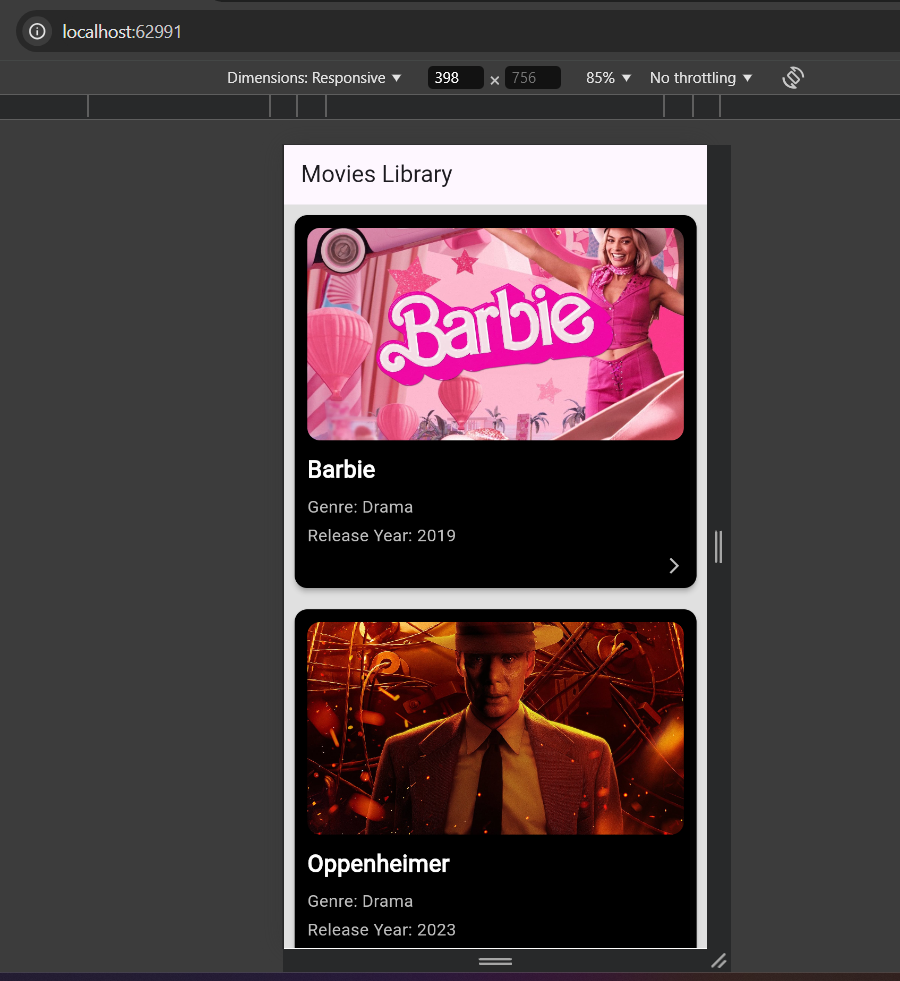 localhost:62991
Dimensions: Responsive 398 × 756 85% No throttling
Movies Library
Barbie
Barbie
Genre: Drama
Release Year: 2019
Oppenheimer
Genre: Drama
Release Year: 2023